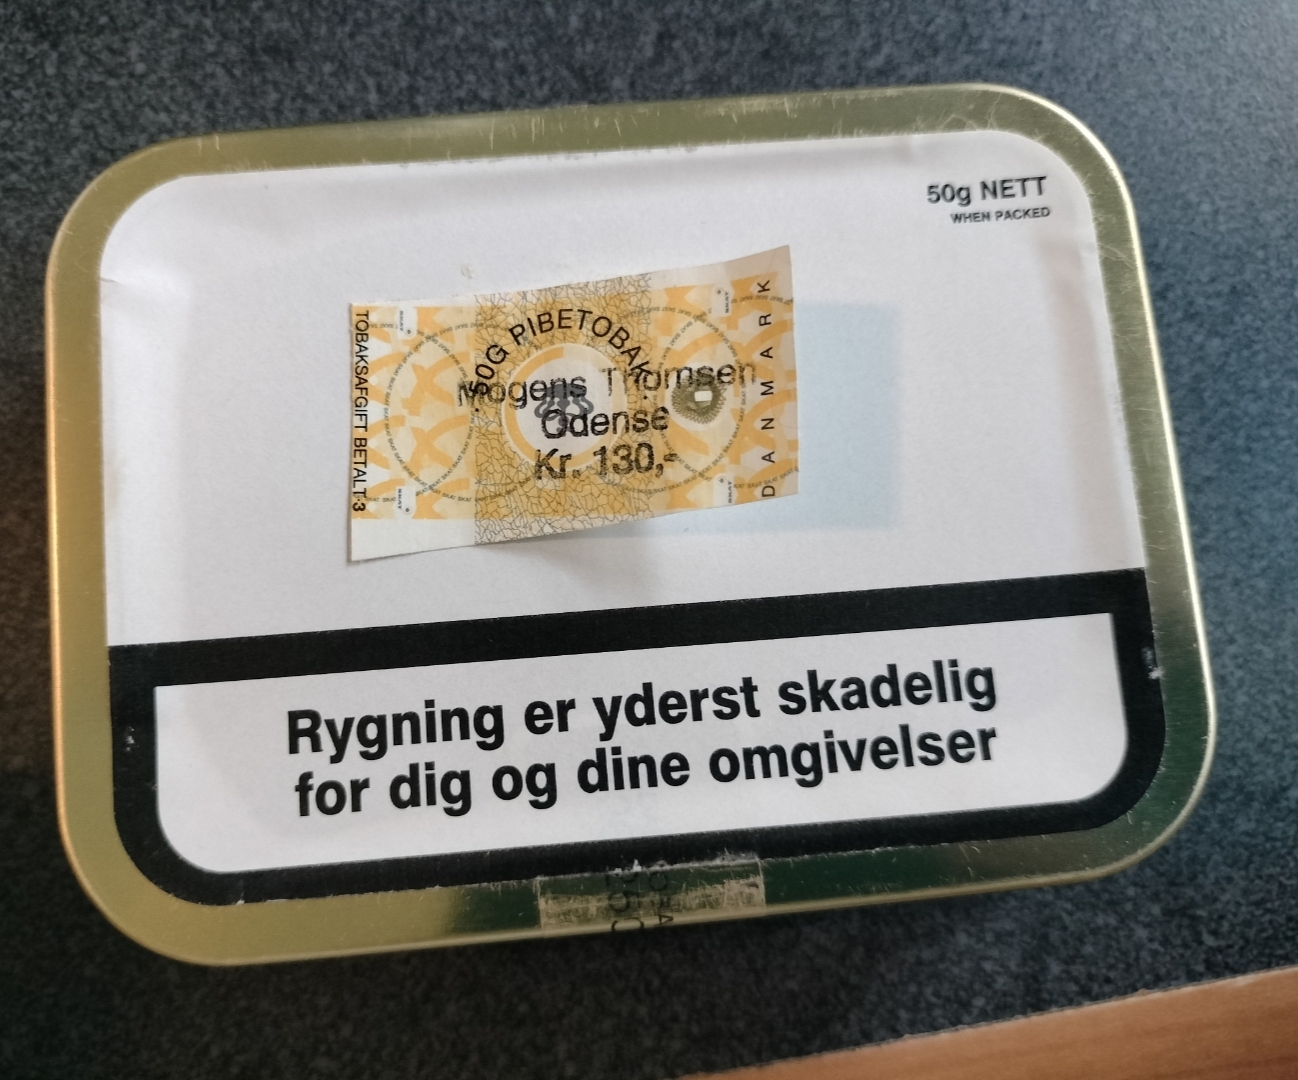 50g NETT
WHEN PACKED
TOBAKSAFGIFT BETALT 3
50G PIBETOBAK
Mogens Thomsen
Odense
Kr. 130,-
DANMARK
Rygning er yderst skadelig
for dig og dine omgivelser